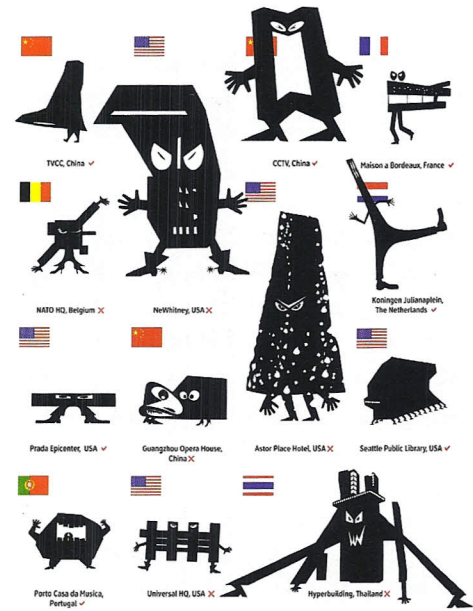 TVCC, China ✓
CCTV, China ✓
Maison a Bordeaux, France ✓
NATO HQ, Belgium ✗
NeWhitney, USA ✗
Koningen Julianaplein,
The Netherlands ✓
Prada Epicenter, USA ✓
Guangzhou Opera House,
China ✗
Astor Place Hotel, USA ✗
Seattle Public Library, USA ✓
Porto Casa da Musica,
Portugal ✓
Universal HQ, USA ✗
Hyperbuilding, Thailand ✗